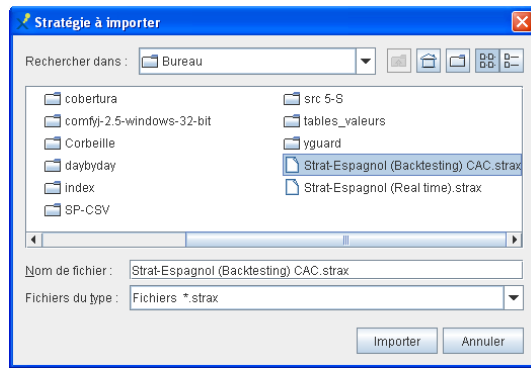 Stratégie à importer
Rechercher dans :
Bureau
cobertura
comfyj-2.5-windows-32-bit
Corbeille
daybyday
index
SP-CSV
src 5-S
tables_valeurs
yguard
Strat-Espagnol (Backtesting) CAC.strax
Strat-Espagnol (Real time).strax
Nom de fichier :
Strat-Espagnol (Backtesting) CAC.strax
Fichiers du type :
Fichiers *.strax
Importer
Annuler